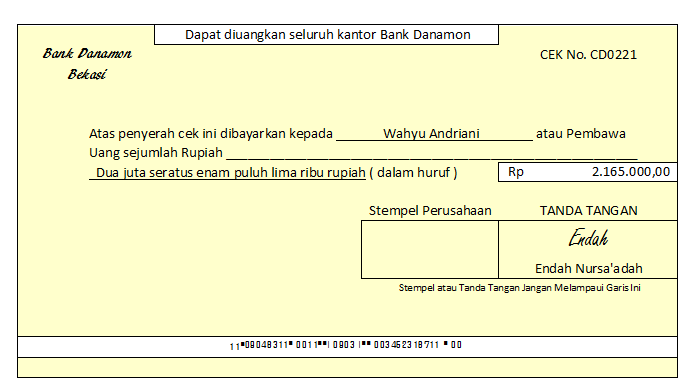 Dapat diuangkan seluruh kantor Bank Danamon
Bank Danamon
Bekasi
CEK No. CD0221
Atas penyerah cek ini dibayarkan kepada Wahyu Andriani atau Pembawa
Uang sejumlah Rupiah
Dua juta seratus enam puluh lima ribu rupiah ( dalam huruf )
Rp 2.165.000,00
Stempel Perusahaan
TANDA TANGAN
Endah
Endah Nursa'adah
Stempel atau Tanda Tangan Jangan Melampaui Garis Ini
11⑈09048311⑈ 0011⑈⑈I 0903 I⑈⑈ 003462318711 ⑈ 00